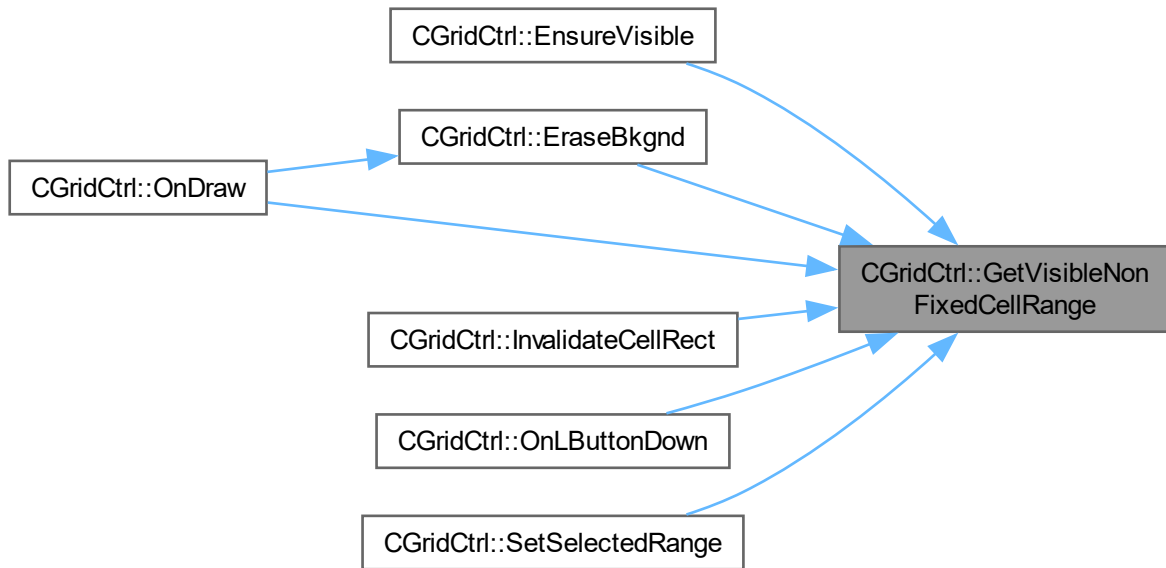 CGridCtrl::EnsureVisible
CGridCtrl::EraseBkgnd
CGridCtrl::OnDraw
CGridCtrl::GetVisibleNon
FixedCellRange
CGridCtrl::InvalidateCellRect
CGridCtrl::OnLButtonDown
CGridCtrl::SetSelectedRange